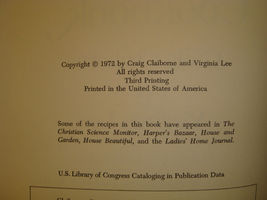 Copyright © 1972 by Craig Claiborne and Virginia Lee
All rights reserved
Third Printing
Printed in the United States of America
Some of the recipes in this book have appeared in The
Christian Science Monitor, Harper's Bazaar, House and
Garden, House Beautiful, and the Ladies' Home Journal.
U.S. Library of Congress Cataloging in Publication Data